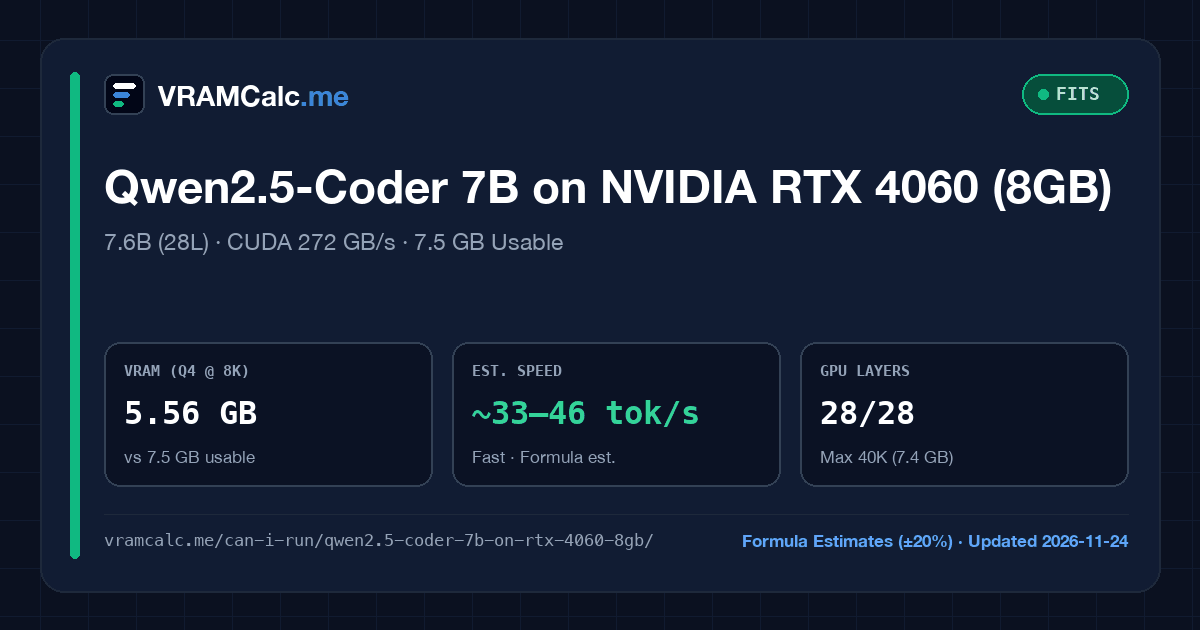 VRAMCalc.me
FITS
Qwen2.5-Coder 7B on NVIDIA RTX 4060 (8GB)
7.6B (28L) · CUDA 272 GB/s · 7.5 GB Usable
VRAM (Q4 @ 8K)
5.56 GB
vs 7.5 GB usable
EST. SPEED
~33–46 tok/s
Fast · Formula est.
GPU LAYERS
28/28
Max 40K (7.4 GB)
vramcalc.me/can-i-run/qwen2.5-coder-7b-on-rtx-4060-8gb/
Formula Estimates (±20%) · Updated 2026-11-24